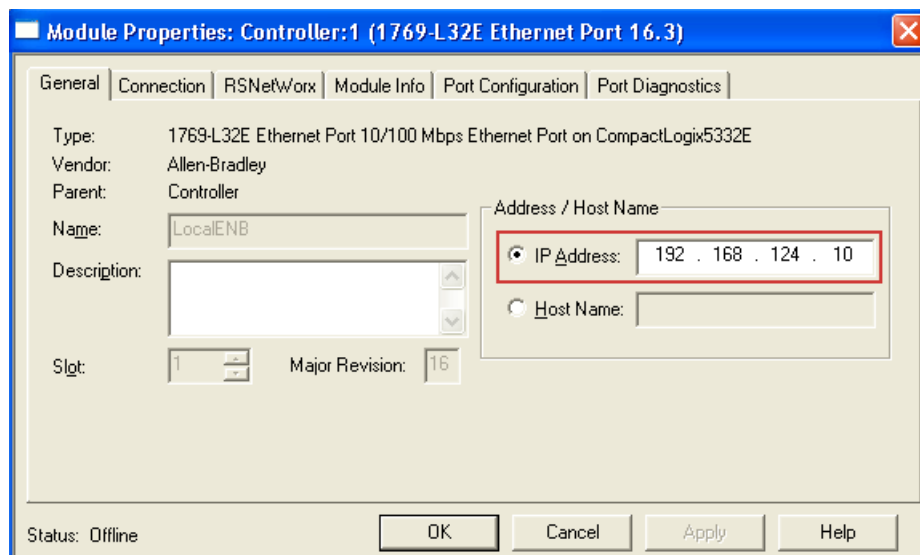 Module Properties: Controller:1 (1769-L32E Ethernet Port 16.3)
General Connection RSNetWorx Module Info Port Configuration Port Diagnostics
Type: 1769-L32E Ethernet Port 10/100 Mbps Ethernet Port on CompactLogix5332E
Vendor: Allen-Bradley
Parent: Controller
Name: LocalENB
Description:
Slot: 1 Major Revision: 16
Address / Host Name
IP Address: 192 . 168 . 124 . 10
Host Name:
Status: Offline
OK Cancel Apply Help